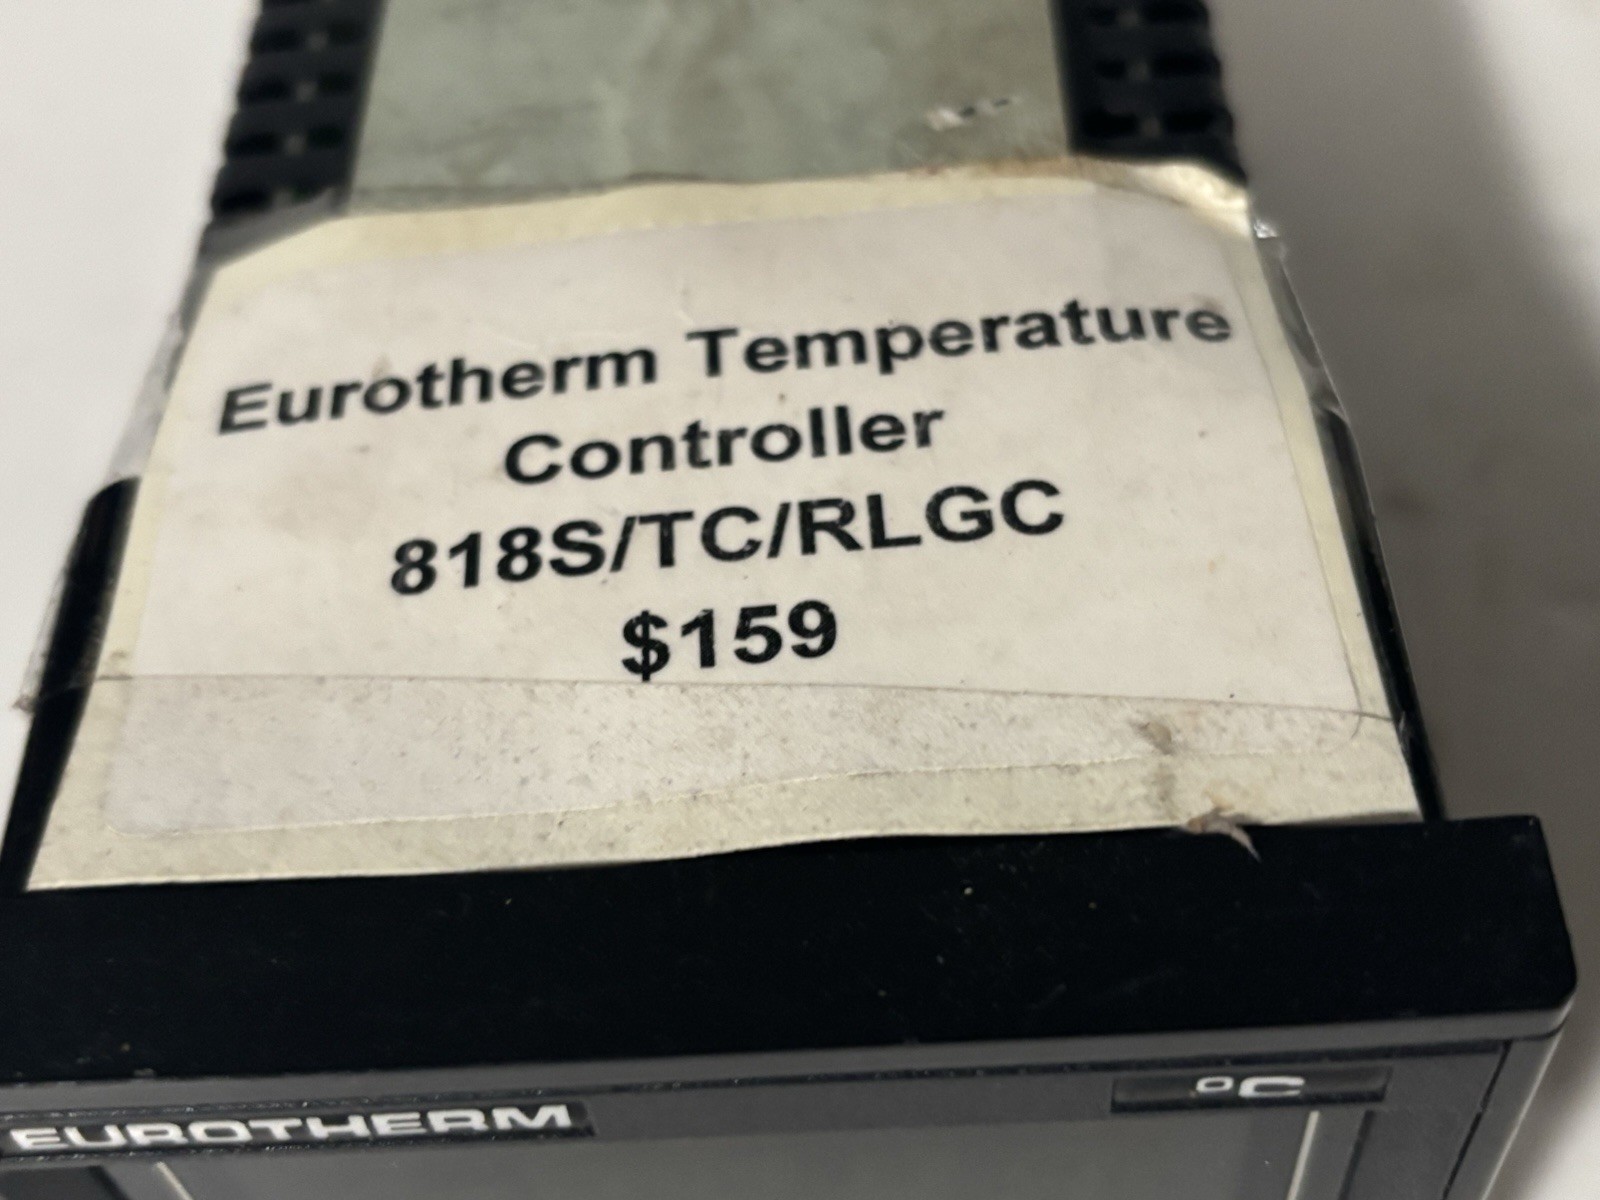 Eurotherm Temperature
Controller
818S/TC/RLGC
$159
EUROTHERM
°C